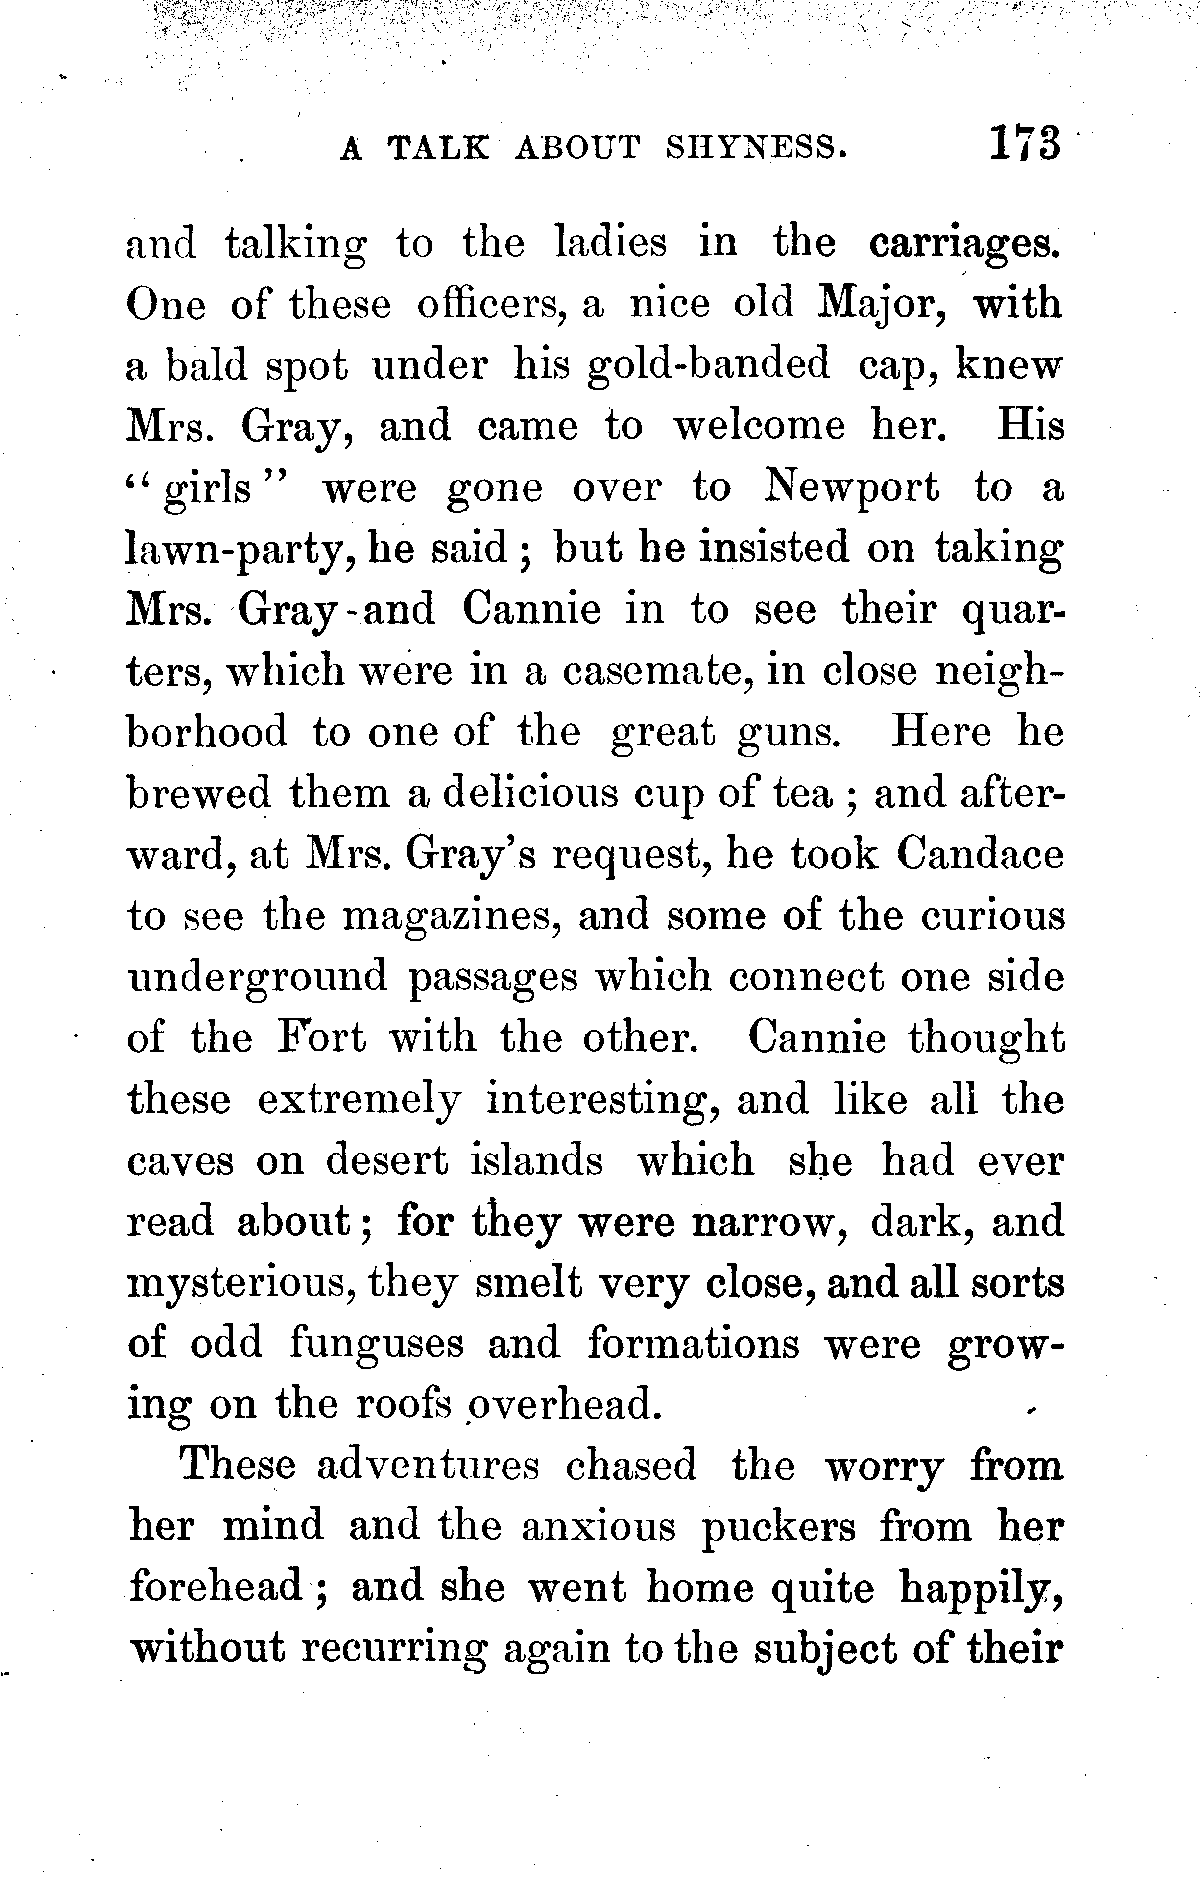 A TALK ABOUT SHYNESS. 173
and talking to the ladies in the carriages.
One of these officers, a nice old Major, with
a bald spot under his gold-banded cap, knew
Mrs. Gray, and came to welcome her. His
“girls” were gone over to Newport to a
lawn-party, he said; but he insisted on taking
Mrs. Gray-and Cannie in to see their quar-
ters, which were in a casemate, in close neigh-
borhood to one of the great guns. Here he
brewed them a delicious cup of tea; and after-
ward, at Mrs. Gray's request, he took Candace
to see the magazines, and some of the curious
underground passages which connect one side
of the Fort with the other. Cannie thought
these extremely interesting, and like all the
caves on desert islands which she had ever
read about; for they were narrow, dark, and
mysterious, they smelt very close, and all sorts
of odd funguses and formations were grow-
ing on the roofs overhead.
These adventures chased the worry from
her mind and the anxious puckers from her
forehead; and she went home quite happily,
without recurring again to the subject of their